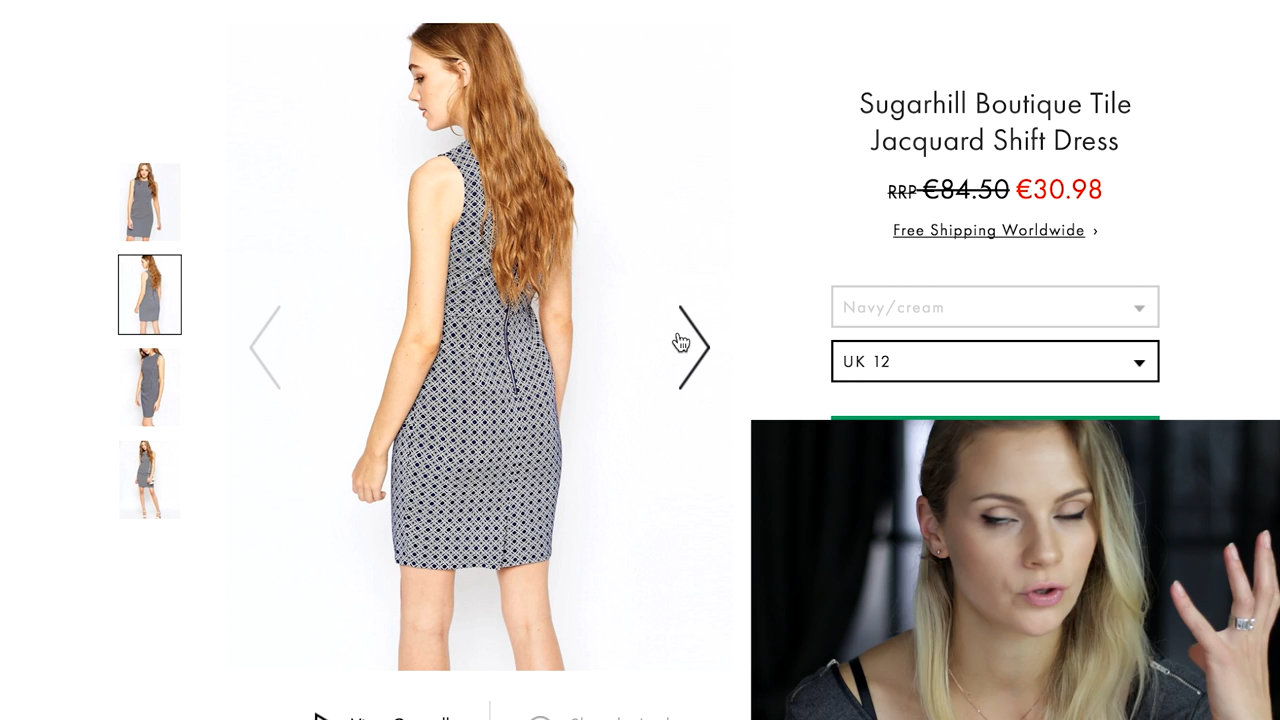 Sugarhill Boutique Tile
Jacquard Shift Dress
RRP €84.50 €30.98
Free Shipping Worldwide ›
Navy/cream
UK 12